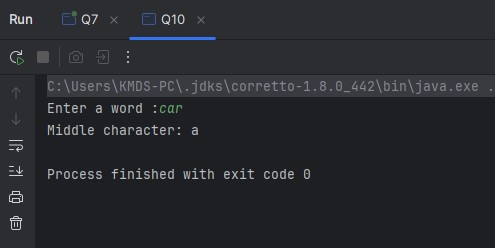 Run Q7 Q10
C:\Users\KMDS-PC\.jdks\corretto-1.8.0_442\bin\java.exe .
Enter a word :car
Middle character: a
Process finished with exit code 0